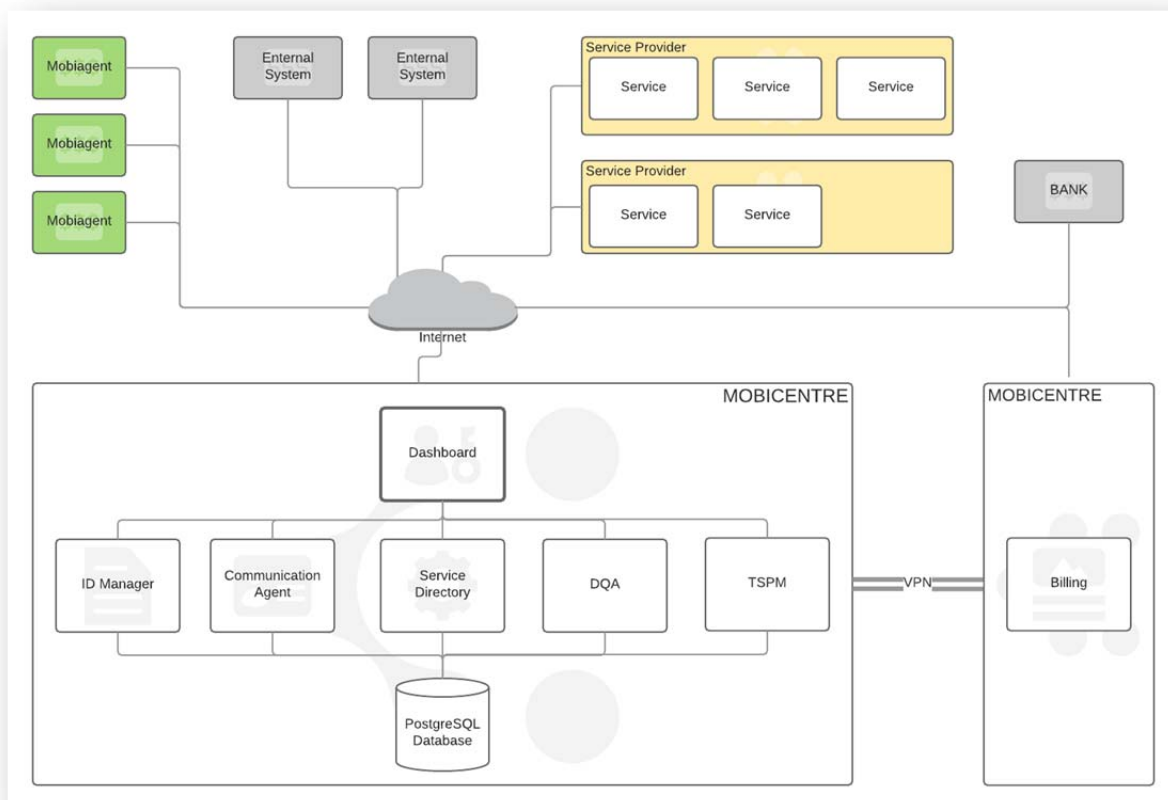 Mobiagent
Enternal
System
Enternal
System
Service Provider
Service
Service
Service
Mobiagent
Mobiagent
Service Provider
Service
Service
BANK
Internet
MOBICENTRE
MOBICENTRE
Dashboard
ID Manager
Communication
Agent
Service
Directory
DQA
TSPM
VPN
Billing
PostgreSQL
Database